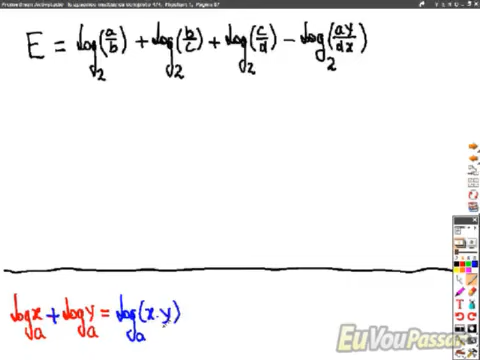 E = log₂(a/b) + log₂(b/c) + log₂(c/d) − log₂(ay/dx)
logₐx + logₐy = logₐ(x·y)
EuVouPassar